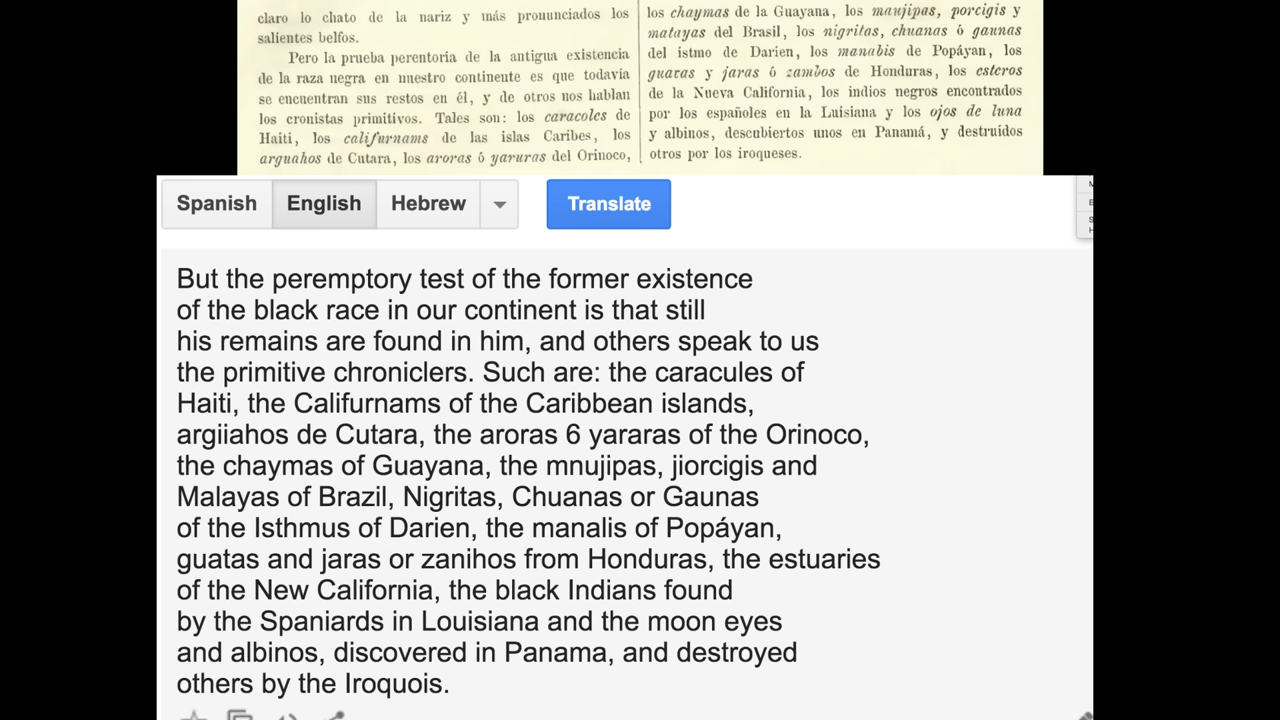 claro lo chato de la nariz y más pronunciados los
salientes belfos.
Pero la prueba perentoria de la antigua existencia
de la raza negra en nuestro continente es que todavía
se encuentran sus restos en él, y de otros nos hablan
los cronistas primitivos. Tales son: los caracoles de
Haiti, los califurnams de las islas Caribes, los
arguahos de Cutara, los aroras ó yaruras del Orinoco,
los chaymas de la Guayana, los maujipas, porcigis y
matayas del Brasil, los nigritas, chuanas ó gaunas
del istmo de Darien, los manabis de Popáyan, los
guavas y jaras ó zambos de Honduras, los esteros
de la Nueva California, los indios negros encontrados
por los españoles en la Luisiana y los ojos de luna
y albinos, descubiertos unos en Panamá, y destruidos
otros por los iroqueses.
Spanish English Hebrew Translate
But the peremptory test of the former existence
of the black race in our continent is that still
his remains are found in him, and others speak to us
the primitive chroniclers. Such are: the caracules of
Haiti, the Califurnams of the Caribbean islands,
argiiahos de Cutara, the aroras 6 yararas of the Orinoco,
the chaymas of Guayana, the mnujipas, jiorcigis and
Malayas of Brazil, Nigritas, Chuanas or Gaunas
of the Isthmus of Darien, the manalis of Popáyan,
guatas and jaras or zanihos from Honduras, the estuaries
of the New California, the black Indians found
by the Spaniards in Louisiana and the moon eyes
and albinos, discovered in Panama, and destroyed
others by the Iroquois.